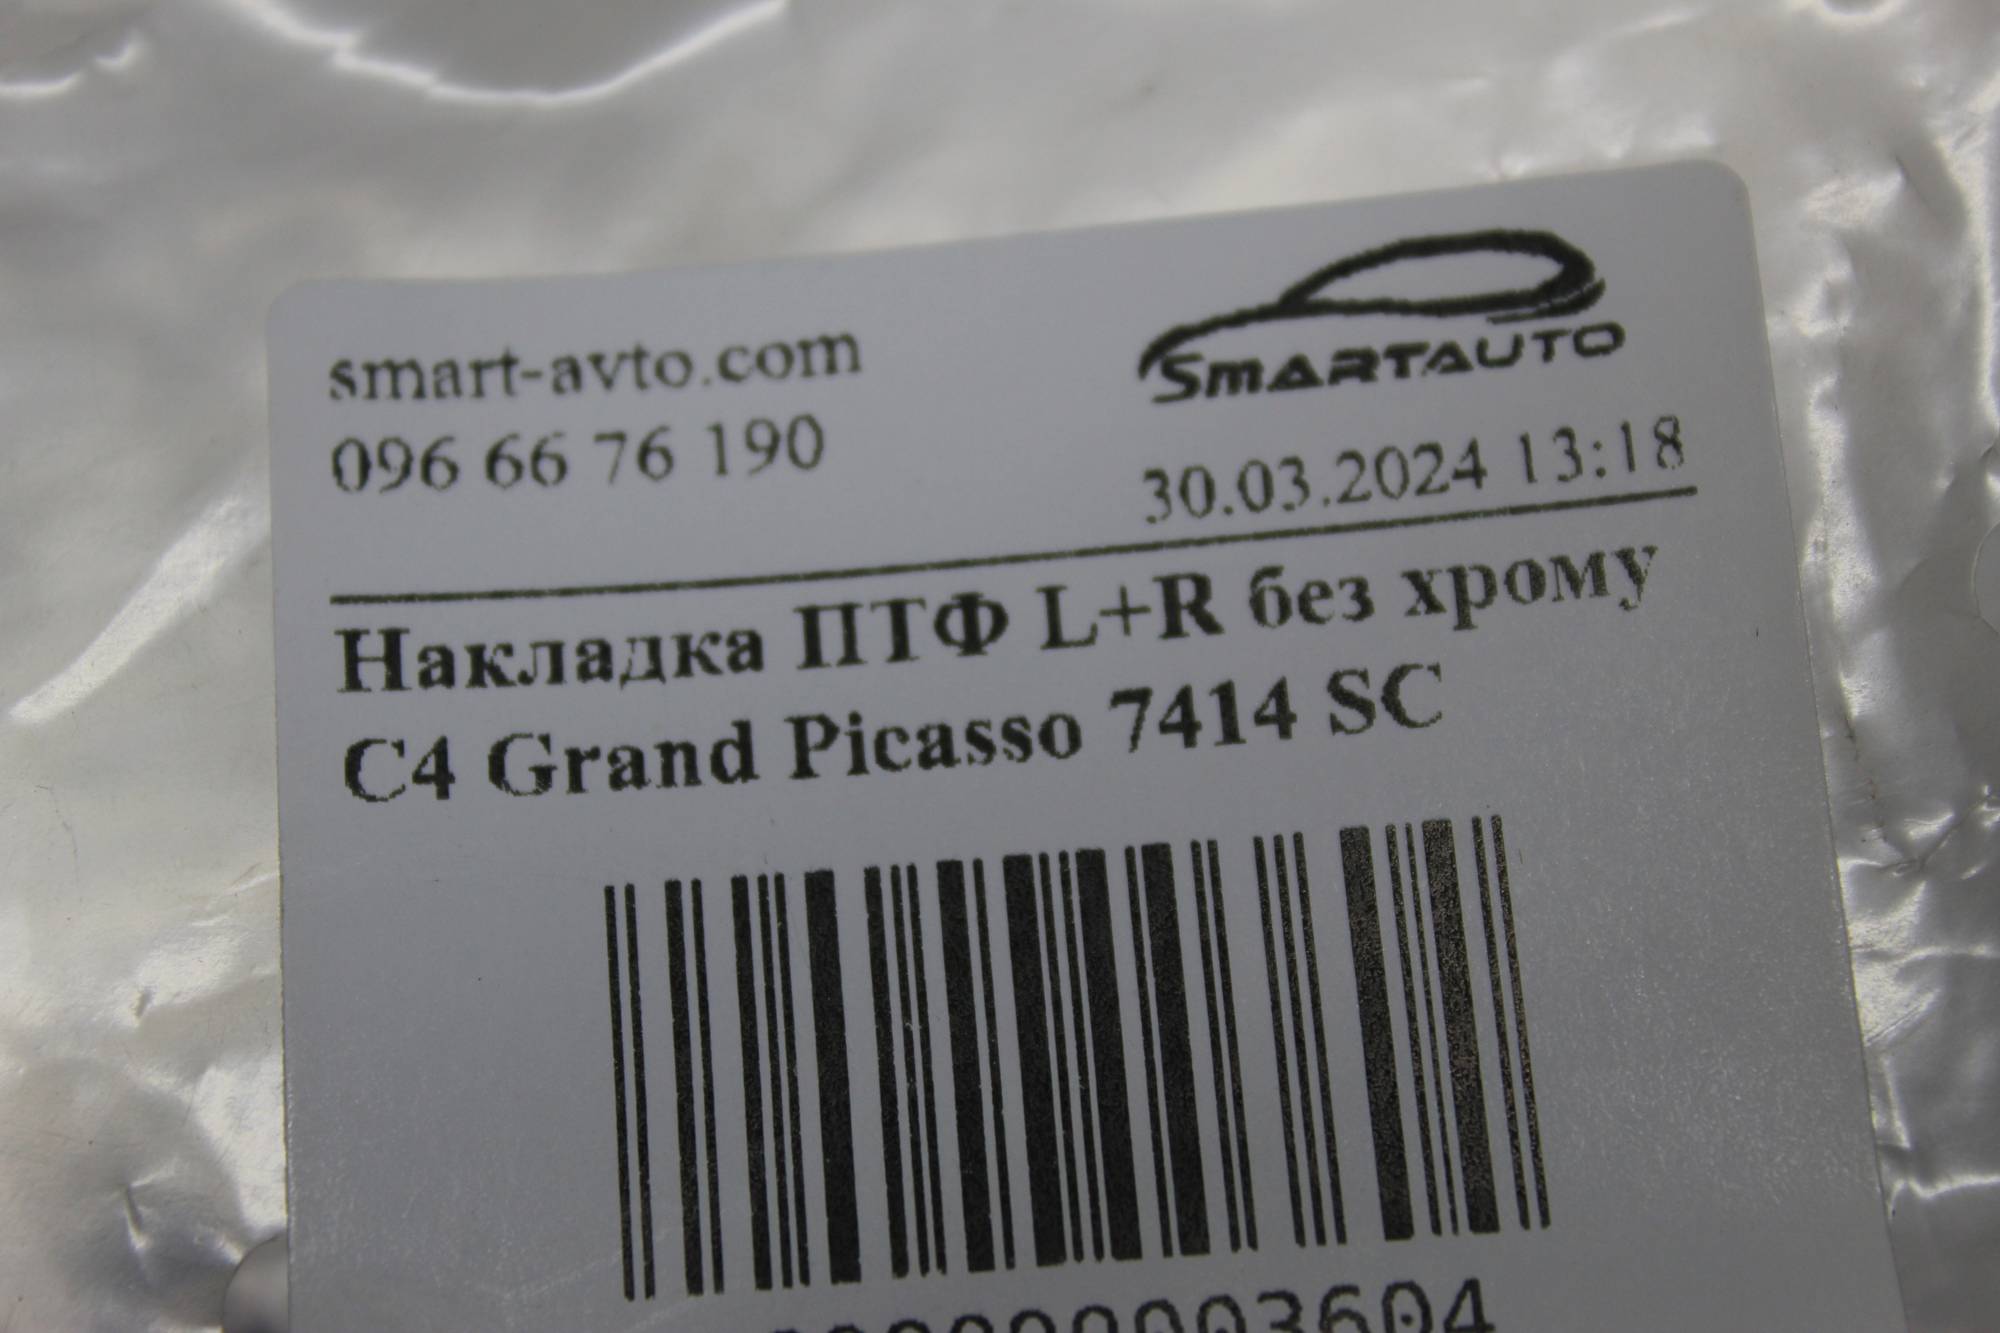 smart-avto.com
SMARTAUTO
096 66 76 190
30.03.2024 13:18
Накладка ПТФ L+R без хрому
C4 Grand Picasso 7414 SC